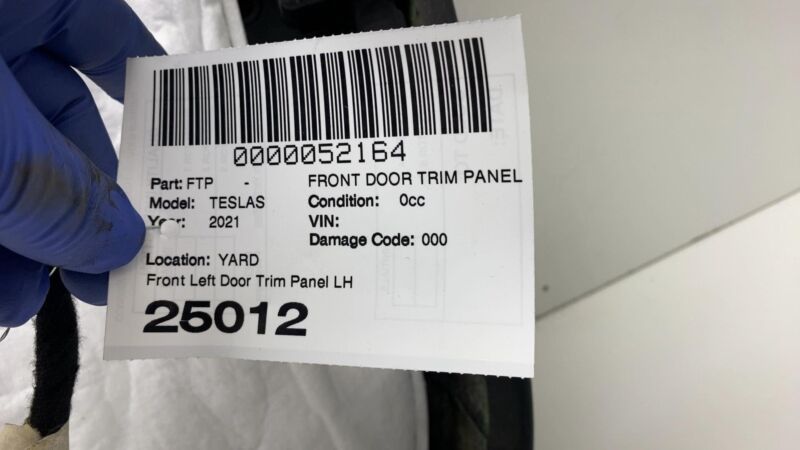 0000052164
Part: FTP - FRONT DOOR TRIM PANEL
Model: TESLAS Condition: 0cc
Year: 2021 VIN:
Damage Code: 000
Location: YARD
Front Left Door Trim Panel LH
25012